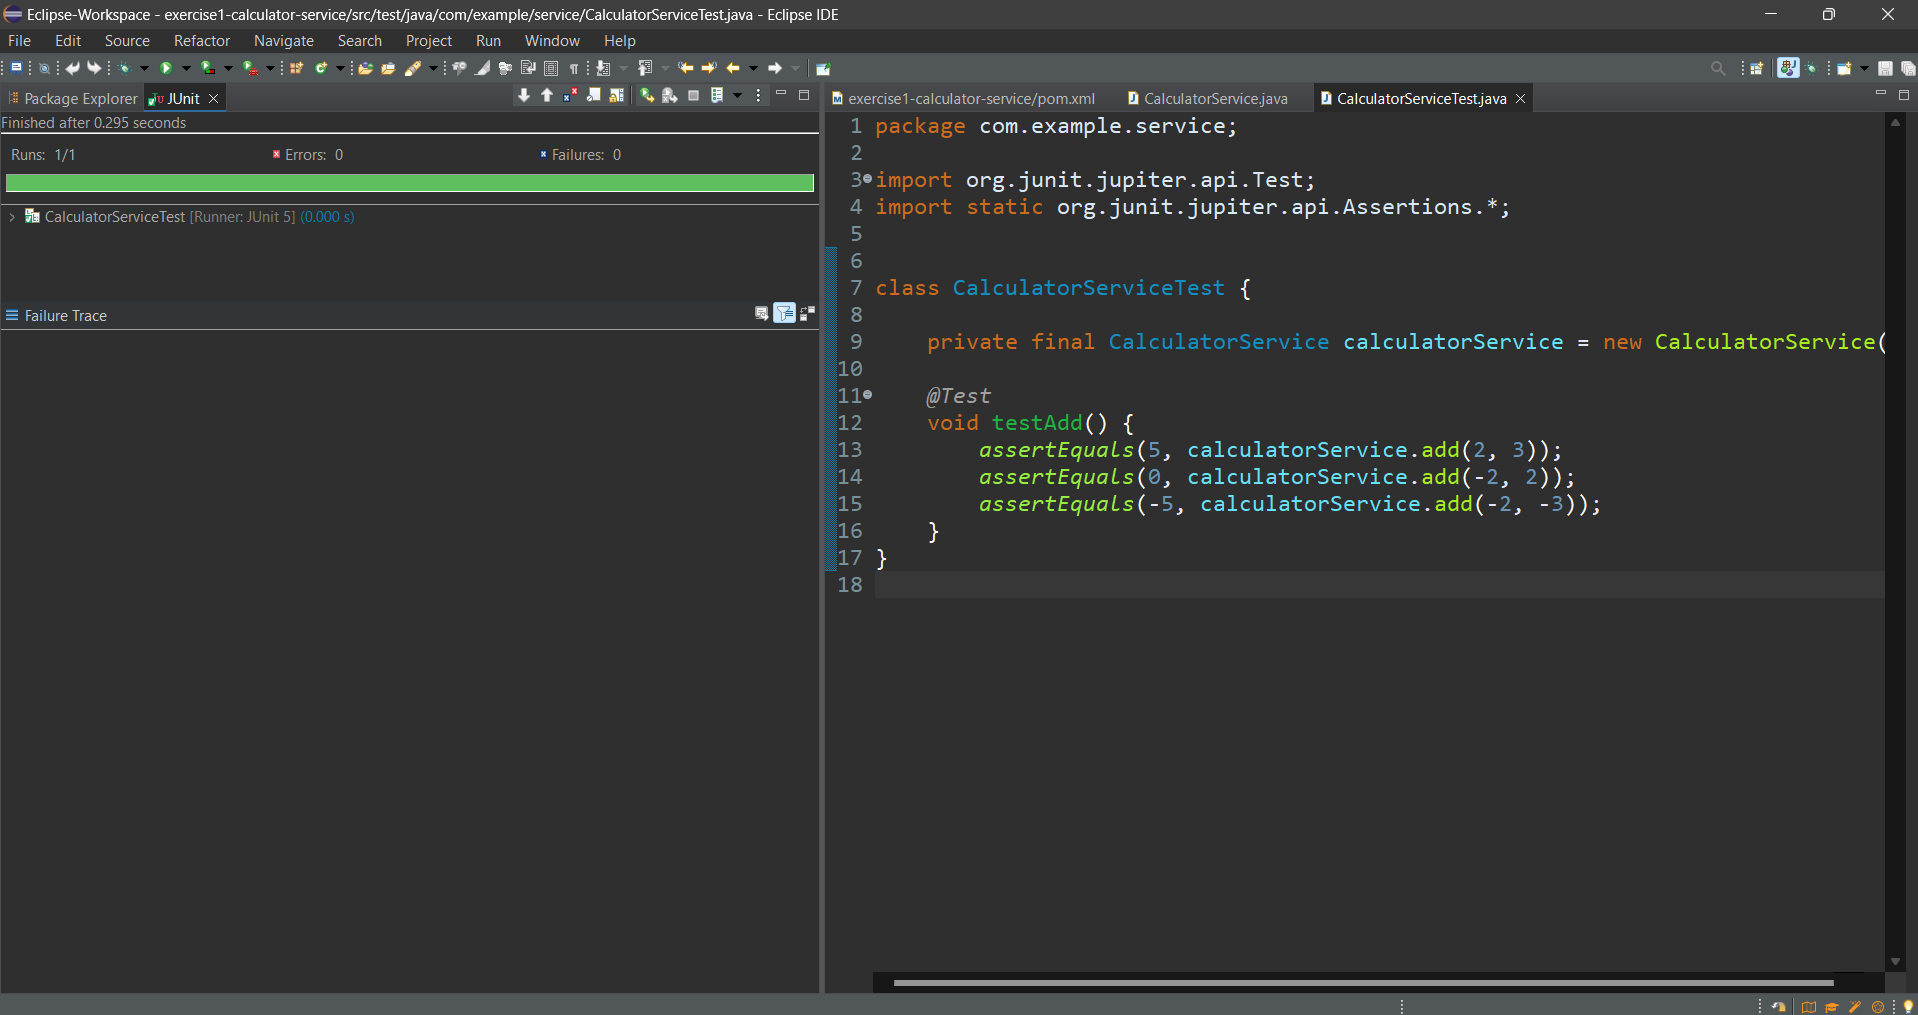 Eclipse-Workspace - exercise1-calculator-service/src/test/java/com/example/service/CalculatorServiceTest.java - Eclipse IDE
File Edit Source Refactor Navigate Search Project Run Window Help
Package Explorer JUnit
Finished after 0.295 seconds
Runs: 1/1 Errors: 0 Failures: 0
CalculatorServiceTest [Runner: JUnit 5] (0.000 s)
Failure Trace
exercise1-calculator-service/pom.xml CalculatorService.java CalculatorServiceTest.java
1 package com.example.service;
2
3 import org.junit.jupiter.api.Test;
4 import static org.junit.jupiter.api.Assertions.*;
5
6
7 class CalculatorServiceTest {
8
9     private final CalculatorService calculatorService = new CalculatorService(
10
11     @Test
12     void testAdd() {
13         assertEquals(5, calculatorService.add(2, 3));
14         assertEquals(0, calculatorService.add(-2, 2));
15         assertEquals(-5, calculatorService.add(-2, -3));
16     }
17 }
18